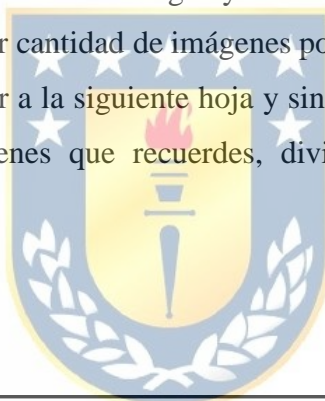 r cantidad de imágenes po
r a la siguiente hoja y sin
enes que recuerdes, divi